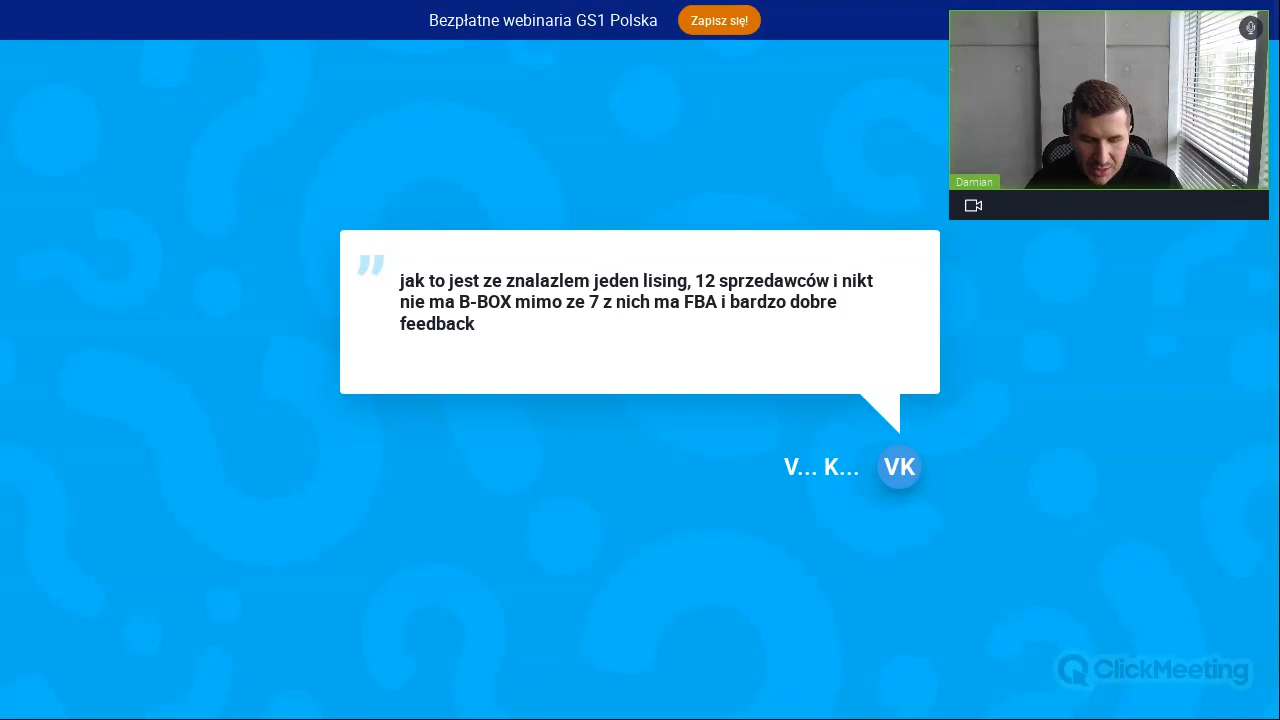 Bezpłatne webinaria GS1 Polska
Zapisz się!
Damian
jak to jest ze znalazlem jeden lising, 12 sprzedawców i nikt
nie ma B-BOX mimo ze 7 z nich ma FBA i bardzo dobre
feedback
V... K...
VK
ClickMeeting